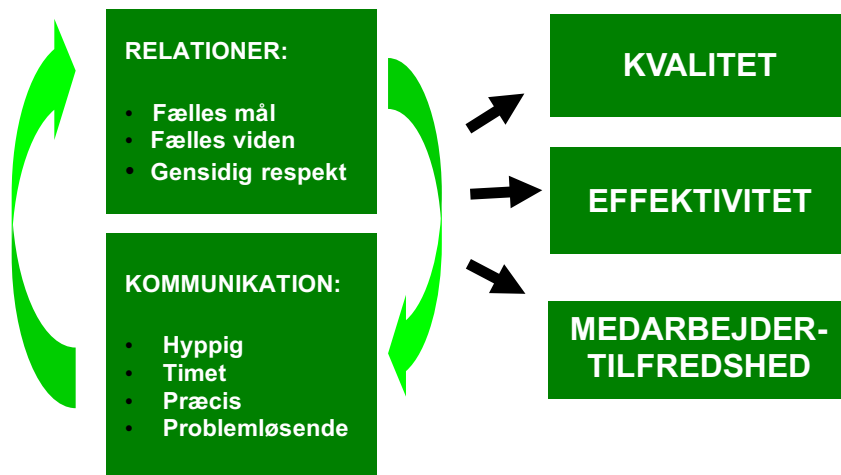 RELATIONER:
• Fælles mål
• Fælles viden
• Gensidig respekt
KOMMUNIKATION:
• Hyppig
• Timet
• Præcis
• Problemløsende
KVALITET
EFFEKTIVITET
MEDARBEJDER-
TILFREDSHED